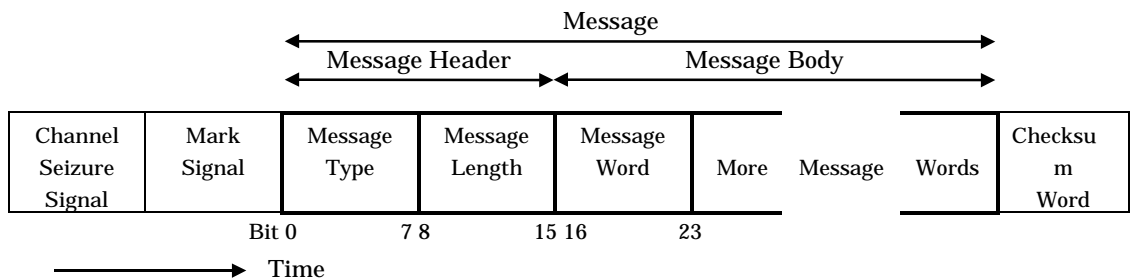 Message
Message Header Message Body
Channel Seizure Signal
Mark Signal
Message Type
Message Length
Message Word
More Message Words
Checksu m Word
Bit 0 7 8 15 16 23
Time